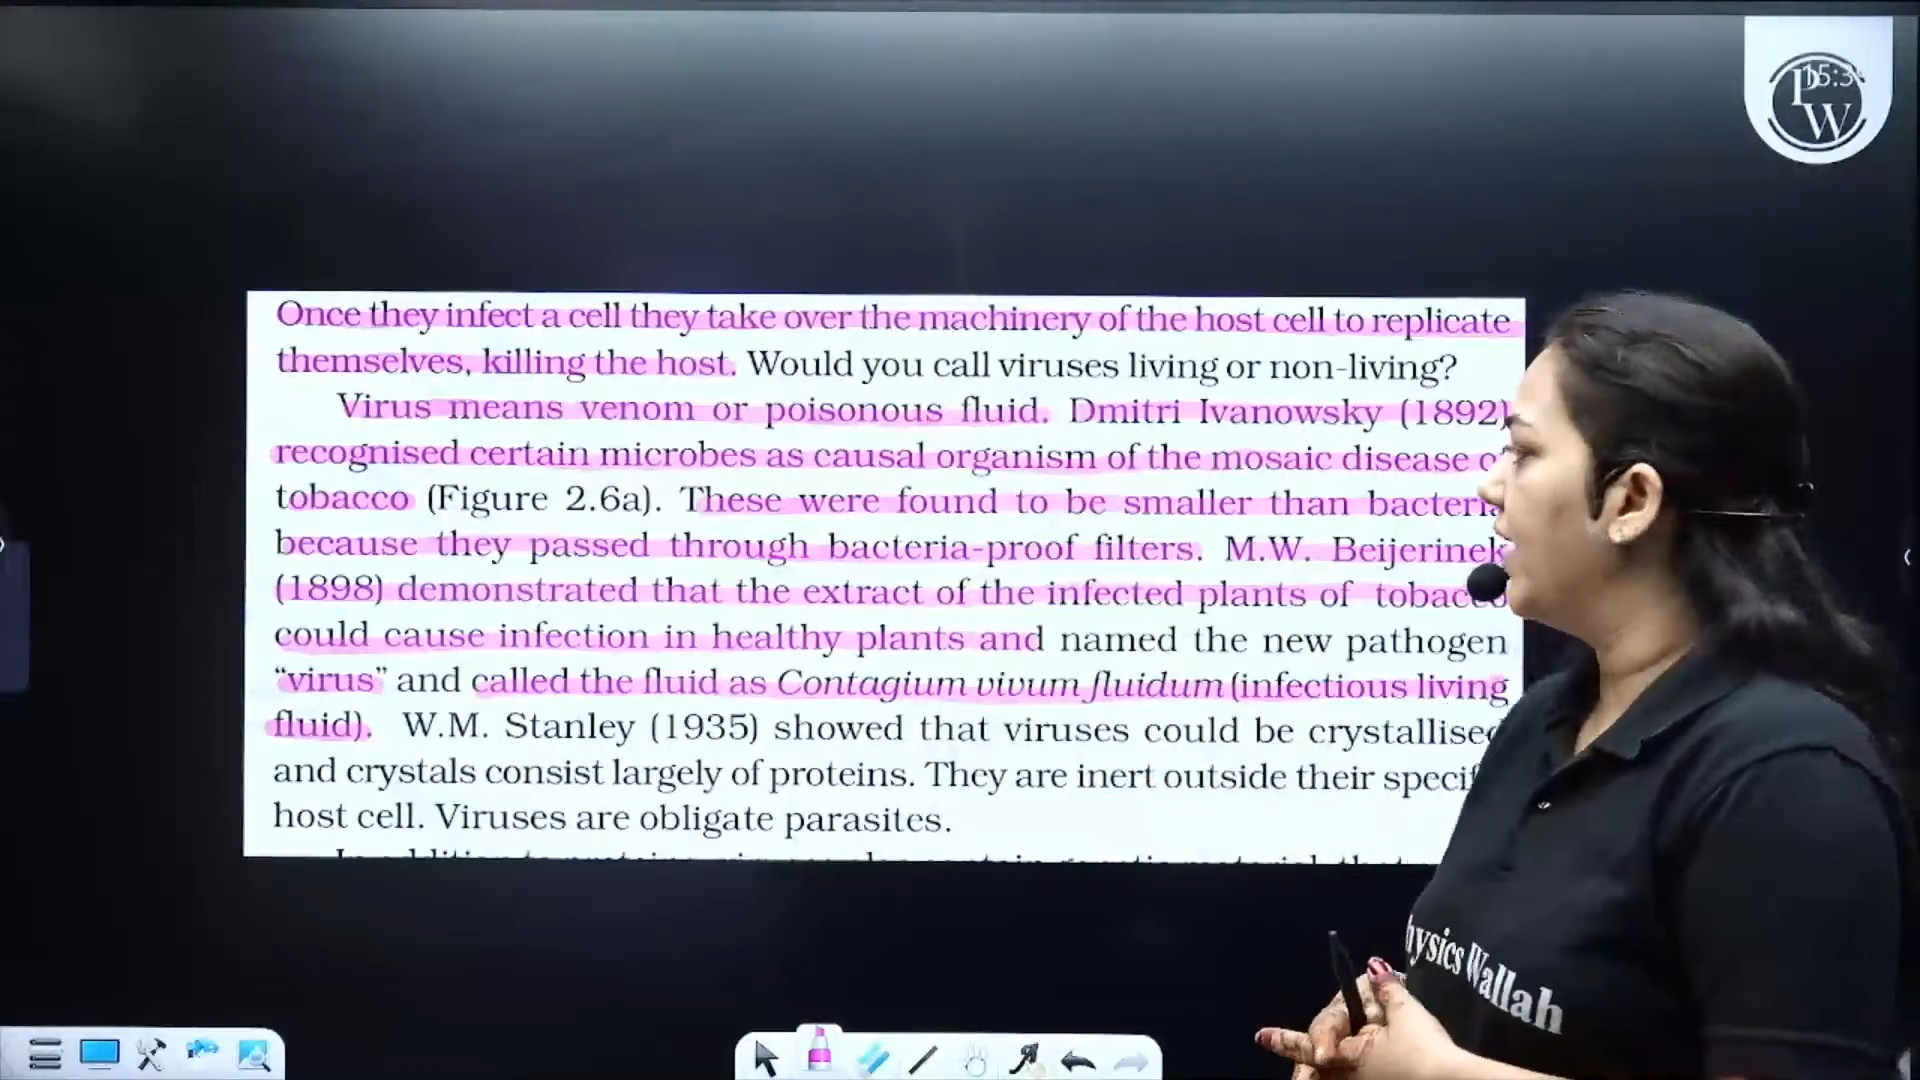 15:3
PW
Once they infect a cell they take over the machinery of the host cell to replicate
themselves, killing the host. Would you call viruses living or non-living?
Virus means venom or poisonous fluid. Dmitri Ivanowsky (1892)
recognised certain microbes as causal organism of the mosaic disease
tobacco (Figure 2.6a). These were found to be smaller than
because they passed through bacteria-proof filters. M.W. Beijerinek
(1898) demonstrated that the extract of the infected plants of tobacco
could cause infection in healthy plants and named the new pathogen
“virus” and called the fluid as Contagium vivum fluidum (infectious living
fluid). W.M. Stanley (1935) showed that viruses could be
and crystals consist largely of proteins. They are inert outside their
host cell. Viruses are obligate parasites.
hysics Wallah